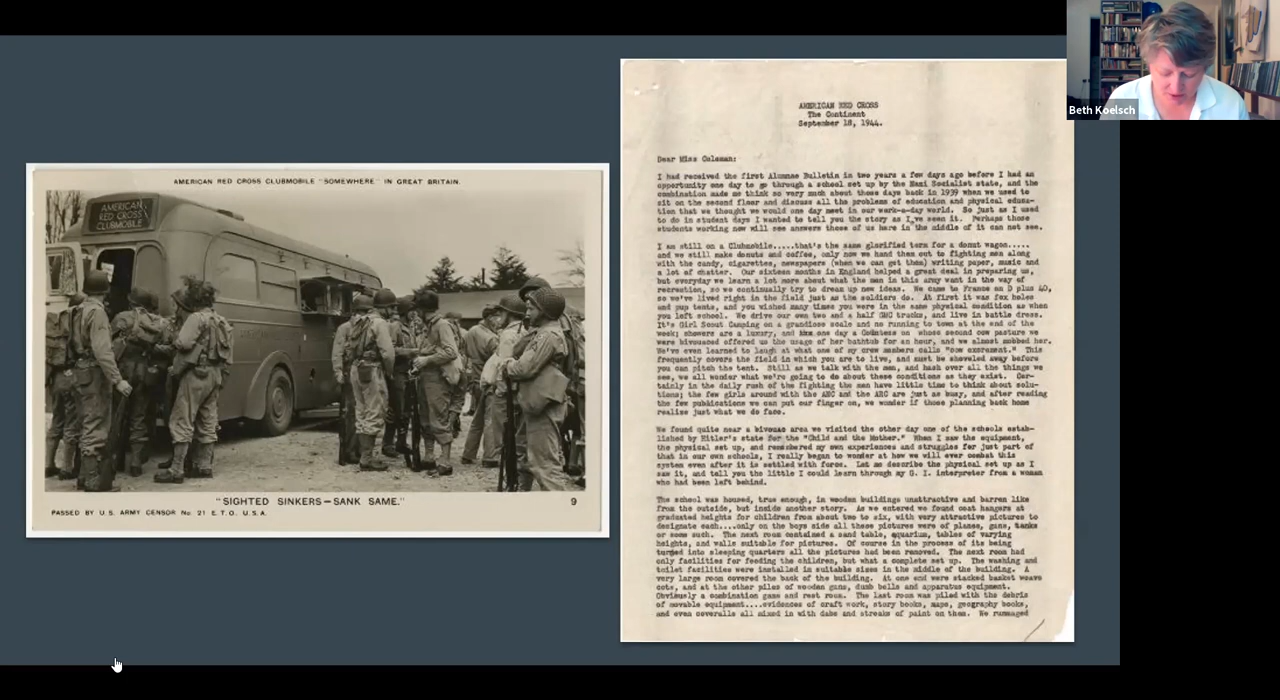 AMERICAN RED CROSS CLUBMOBILE "SOMEWHERE" IN GREAT BRITAIN.
AMERICAN
RED CROSS
CLUBMOBILE
"SIGHTED SINKERS—SANK SAME."
9
PASSED BY U.S. ARMY CENSOR No. 21 E.T.O. U.S.A.
AMERICAN RED CROSS
The Continent
September 18, 1944.
Dear Miss Coleman:
I had received the first Alumnae Bulletin in two years a few days ago before I had an
opportunity one day to go through a school set up by the Nazi Socialist state, and the
combination made me think so very much about those days back in 1939 when we used to
sit on the second floor and discuss all the problems of education and physical educa-
tion that we thought we would one day meet in our work-a-day world. So just as I used
to do in student days I wanted to tell you the story as I've seen it. Perhaps those
students working now will see answers those of us here in the middle of it can not see.
I am still on a Clubmobile.....that's the same glorified term for a donut wagon.....
and we still make donuts and coffee, only now we hand them out to fighting men along
with the candy, cigarettes, newspapers (when we can get them) writing paper, music and
a lot of chatter. Our sixteen months in England helped a great deal in preparing us,
but everyday we learn a lot more about what the men in this army want in the way of
recreation, so we continually try to dream up new ideas. We came to France on D plus 40,
so we've lived right in the field just as the soldiers do. At first it was fox holes
and pup tents, and you wished many times you were in the same physical condition as when
you left school. We drive our own two and a half GMC trucks, and live in battle dress.
It's Girl Scout Camping on a grandiose scale and no running to town at the end of the
week; showers are a luxury, and one day a Countess on whose second cow pasture we
were bivouaced offered us the usage of her bathtub for an hour, and we almost mobbed her.
We've even learned to laugh at what one of my crew members calls "cow excrement." This
frequently covers the field in which you are to live, and must be shoveled away before
you can pitch the tent. Still as we talk with the men, and hash over all the things we
see, we all wonder what we're going to do about these conditions as they exist. Cer-
tainly in the daily rush of the fighting the men have little time to think about solu-
tions; the few girls around with the ANC and the ARC are just as busy, and after reading
the few publications we can put our finger on, we wonder if those planning back home
realize just what we do face.
We found quite near a bivouac area we visited the other day one of the schools estab-
lished by Hitler's state for the "Child and the Mother." When I saw the equipment,
the physical set up, and remembered my own experiences and struggles for just part of
that in our own schools, I really began to wonder at how we will ever combat this
system even after it is settled with force. Let me describe the physical set up as I
saw it, and tell you the little I could learn through my G. I. interpreter from a woman
who had been left behind.
The school was housed, true enough, in wooden buildings unattractive and barren like
from the outside, but inside another story. As we entered we found coat hangers at
graduated heights for children from about two to six, with very attractive pictures to
designate each....only on the boys side all these pictures were of planes, guns, tanks
or some such. The next room contained a sand table, aquarium, tables of varying
heights, and walls suitable for pictures. Of course in the process of its being
turned into sleeping quarters all the pictures had been removed. The next room had
only facilities for feeding the children, but what a complete set up. The washing and
toilet facilities were installed in suitable sizes in the middle of the building. A
very large room covered the back of the building. At one end were stacked basket weave
cots, and at the other piles of wooden guns, dumb bells and apparatus equipment.
Obviously a combination game and rest room. The last room was piled with the debris
of movable equipment....evidences of craft work, story books, maps, geography books,
and even coveralls all mixed in with dabs and streaks of paint on them. We rummaged
Beth Koelsch